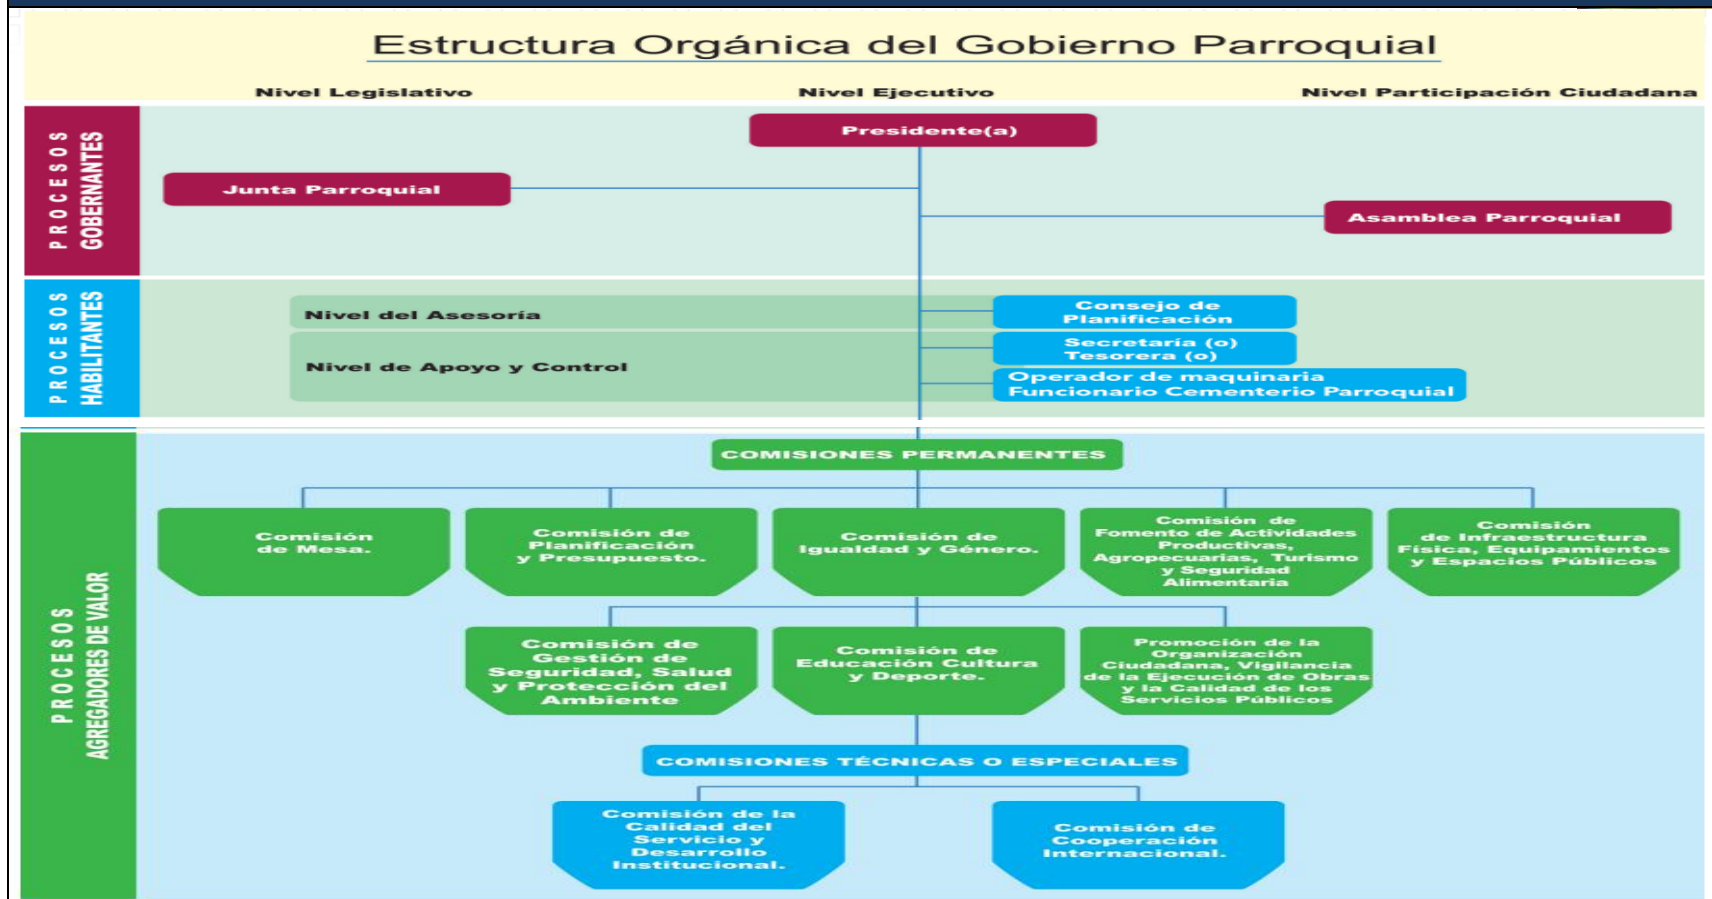 Estructura Orgánica del Gobierno Parroquial
Nivel Legislativo
Nivel Ejecutivo
Nivel Participación Ciudadana
PROCESOS
GOBERNANTES
Presidente(a)
Junta Parroquial
Asamblea Parroquial
PROCESOS
HABILITANTES
Nivel del Asesoría
Consejo de
Planificación
Nivel de Apoyo y Control
Secretaría (o)
Tesorera (o)
Operador de maquinaria
Funcionario Cementerio Parroquial
PROCESOS
AGREGADORES DE VALOR
COMISIONES PERMANENTES
Comisión
de Mesa.
Comisión de
Planificación
y Presupuesto.
Comisión de
Igualdad y Género.
Comisión de
Fomento de Actividades
Productivas,
Agropecuarias, Turismo
y Seguridad
Alimentaria
Comisión
de Infraestructura
Física, Equipamientos
y Espacios Públicos
Comisión de
Gestión de
Seguridad, Salud
y Protección del
Ambiente
Comisión de
Educación Cultura
y Deporte.
Promoción de la
Organización
Ciudadana, Vigilancia
de la Ejecución de Obras
y la Calidad de los
Servicios Públicos
COMISIONES TÉCNICAS O ESPECIALES
Comisión de la
Calidad del
Servicio y
Desarrollo
Institucional.
Comisión de
Cooperación
Internacional.